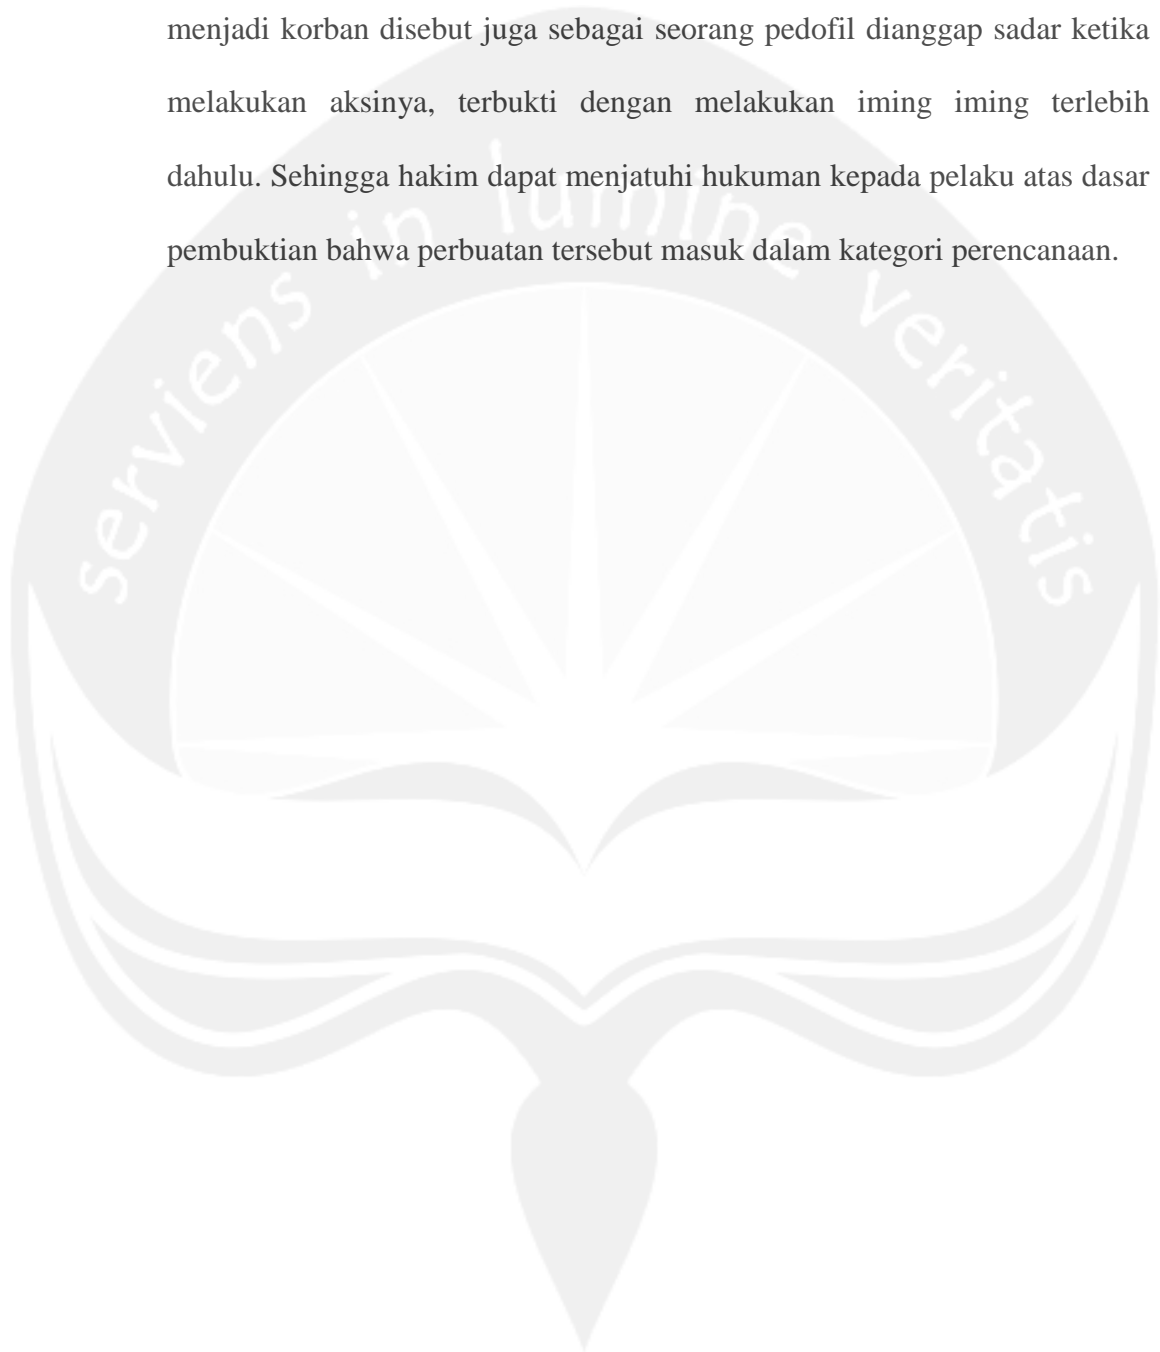 menjadi korban disebut juga sebagai seorang pedofil dianggap sadar ketika
melakukan aksinya, terbukti dengan melakukan iming iming terlebih
dahulu. Sehingga hakim dapat menjatuhi hukuman kepada pelaku atas dasar
pembuktian bahwa perbuatan tersebut masuk dalam kategori perencanaan.
serviens in lumine veritatis